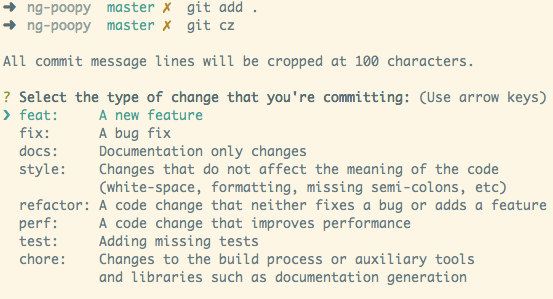 ➜ ng-poopy master ✗ git add .
➜ ng-poopy master ✗ git cz
All commit message lines will be cropped at 100 characters.
? Select the type of change that you're committing: (Use arrow keys)
❯ feat: A new feature
fix: A bug fix
docs: Documentation only changes
style: Changes that do not affect the meaning of the code
(white-space, formatting, missing semi-colons, etc)
refactor: A code change that neither fixes a bug or adds a feature
perf: A code change that improves performance
test: Adding missing tests
chore: Changes to the build process or auxiliary tools
and libraries such as documentation generation